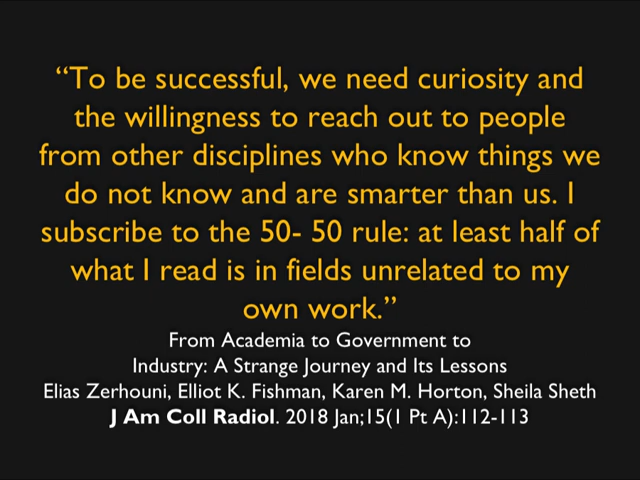 “To be successful, we need curiosity and
the willingness to reach out to people
from other disciplines who know things we
do not know and are smarter than us. I
subscribe to the 50- 50 rule: at least half of
what I read is in fields unrelated to my
own work.”
From Academia to Government to
Industry: A Strange Journey and Its Lessons
Elias Zerhouni, Elliot K. Fishman, Karen M. Horton, Sheila Sheth
J Am Coll Radiol. 2018 Jan;15(1 Pt A):112-113